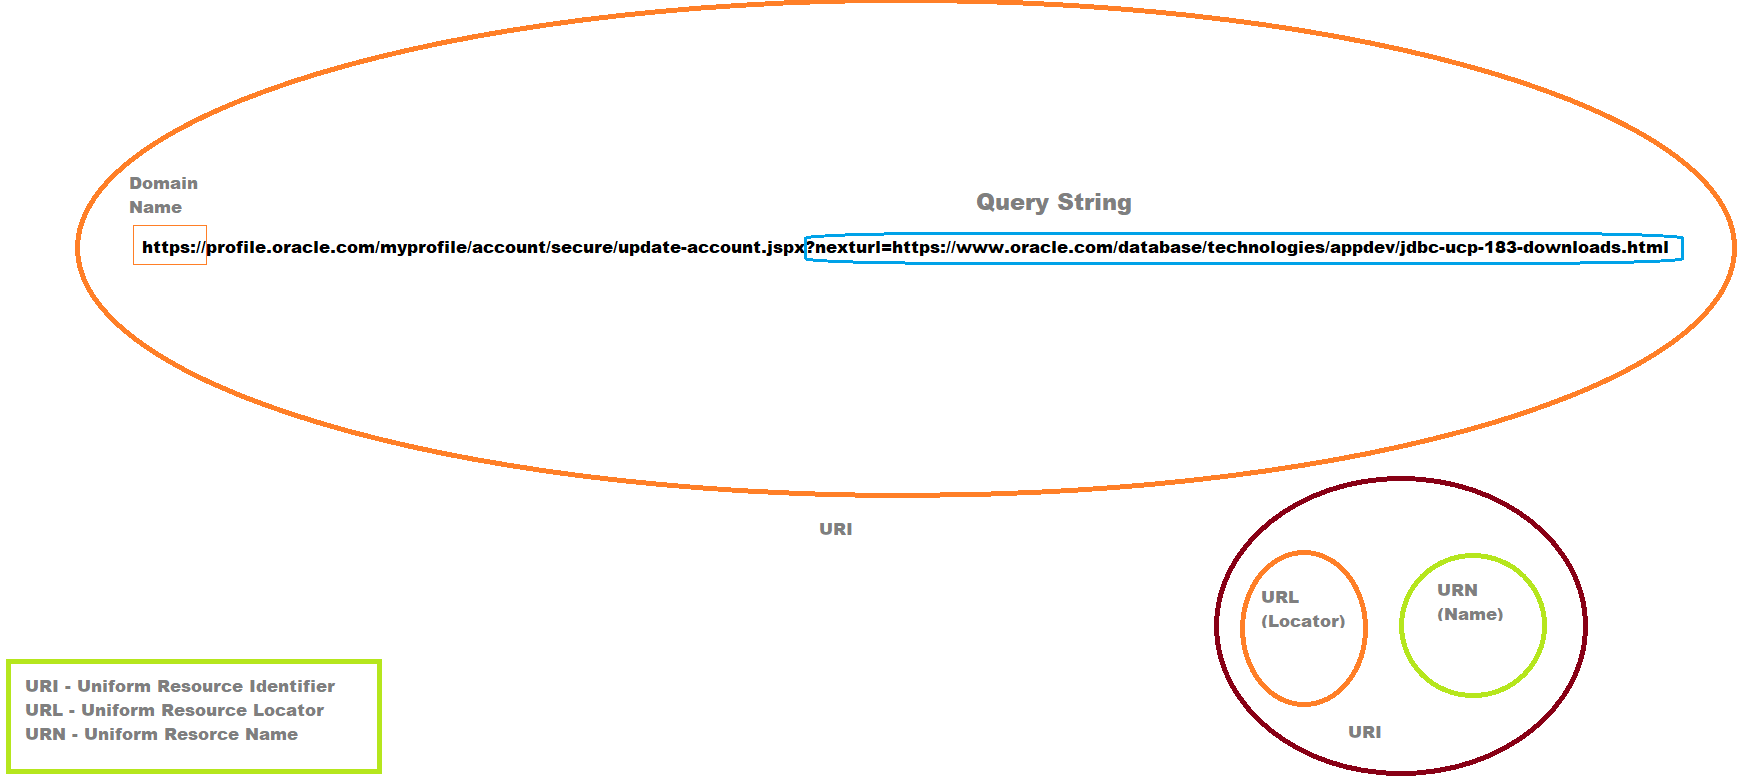 Domain
Name
Query String
https://profile.oracle.com/myprofile/account/secure/update-account.jspx?nexturl=https://www.oracle.com/database/technologies/appdev/jdbc-ucp-183-downloads.html
URI
URL
(Locator)
URN
(Name)
URI
URI - Uniform Resource Identifier
URL - Uniform Resource Locator
URN - Uniform Resorce Name